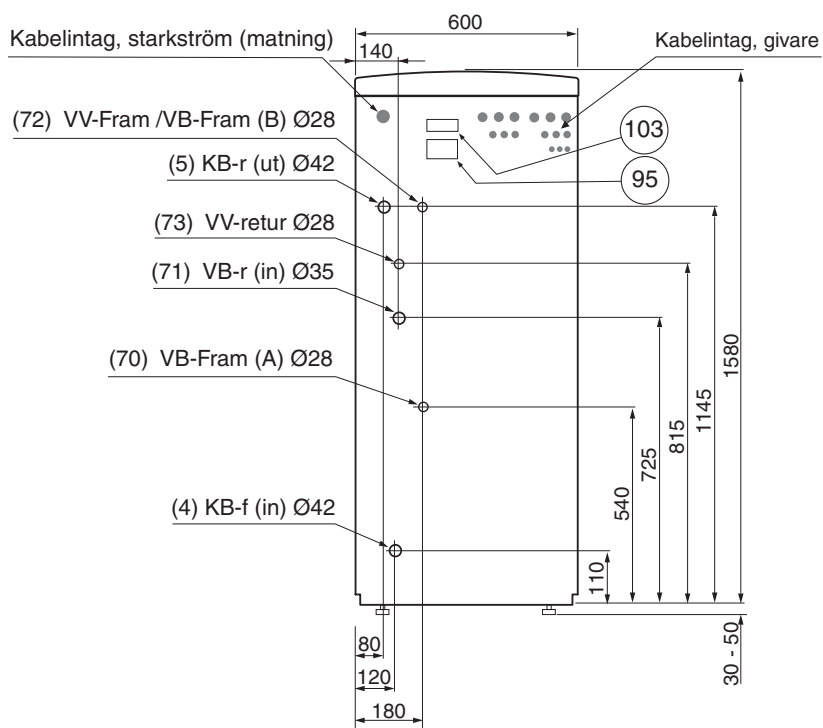 600
Kabelintag, starkström (matning)
140
Kabelintag, givare
(72) VV-Fram /VB-Fram (B) Ø28
103
(5) KB-r (ut) Ø42
95
(73) VV-retur Ø28
(71) VB-r (in) Ø35
(70) VB-Fram (A) Ø28
1580
1145
815
725
540
(4) KB-f (in) Ø42
110
30 - 50
80
120
180